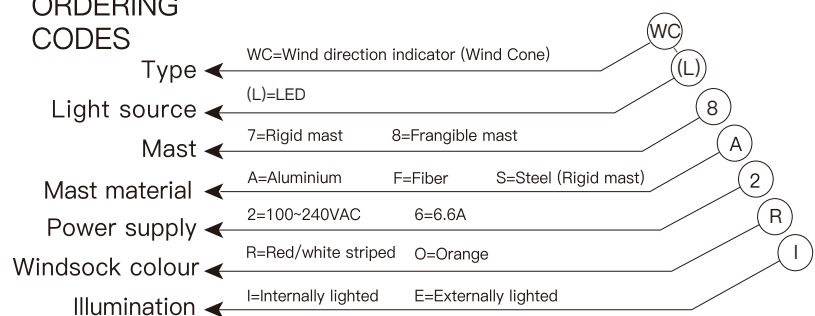 ORDERING
CODES
WC
Type WC=Wind direction indicator (Wind Cone)
(L)
Light source (L)=LED
8
Mast 7=Rigid mast 8=Frangible mast
A
Mast material A=Aluminium F=Fiber S=Steel (Rigid mast)
2
Power supply 2=100~240VAC 6=6.6A
R
Windsock colour R=Red/white striped O=Orange
I
Illumination I=Internally lighted E=Externally lighted